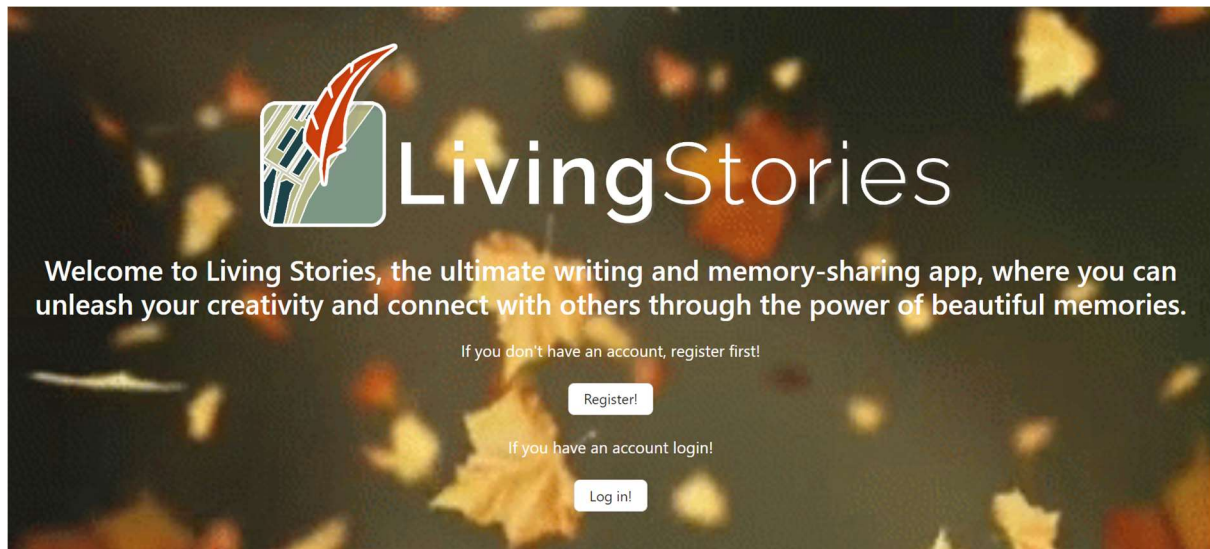 LivingStories
Welcome to Living Stories, the ultimate writing and memory-sharing app, where you can
unleash your creativity and connect with others through the power of beautiful memories.
If you don't have an account, register first!
Register!
If you have an account login!
Log in!